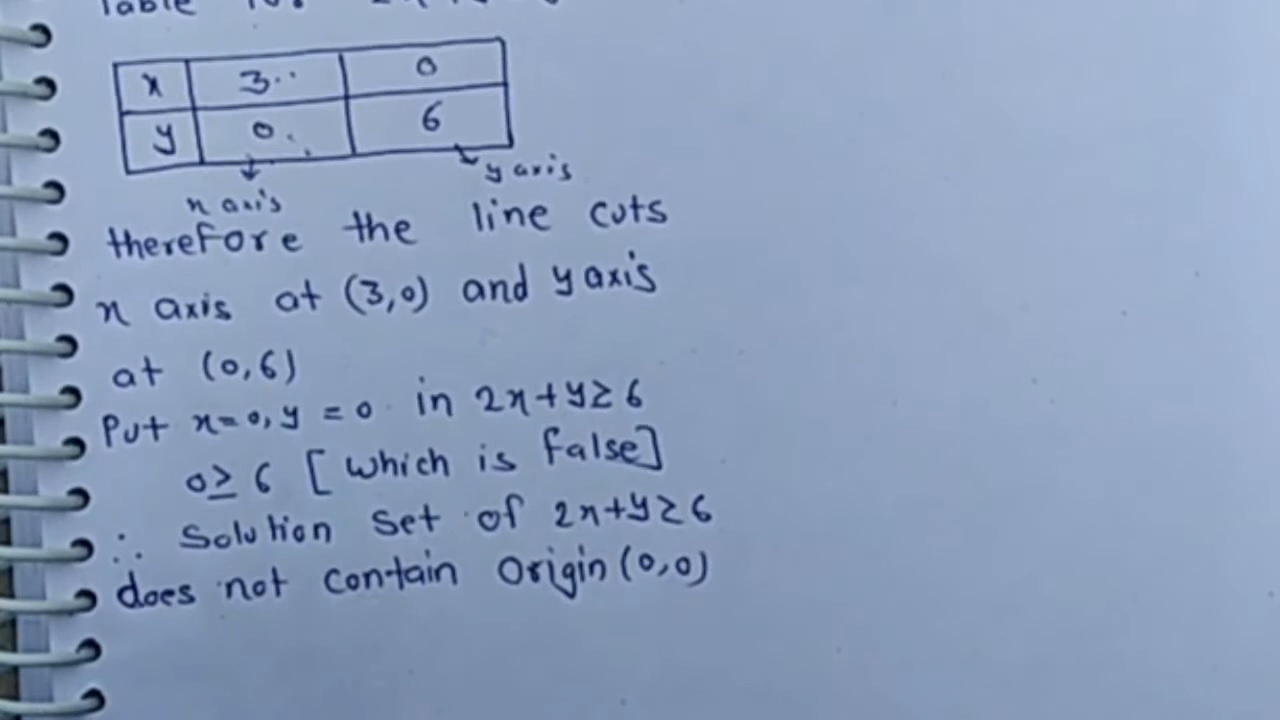 Table
x 3 0
y 0 6
x axis y axis
therefore the line cuts
x axis at (3,0) and y axis
at (0,6)
Put x=0, y=0 in 2x+y≥6
0≥6 [which is false]
∴ Solution set of 2x+y≥6
does not contain Origin (0,0)